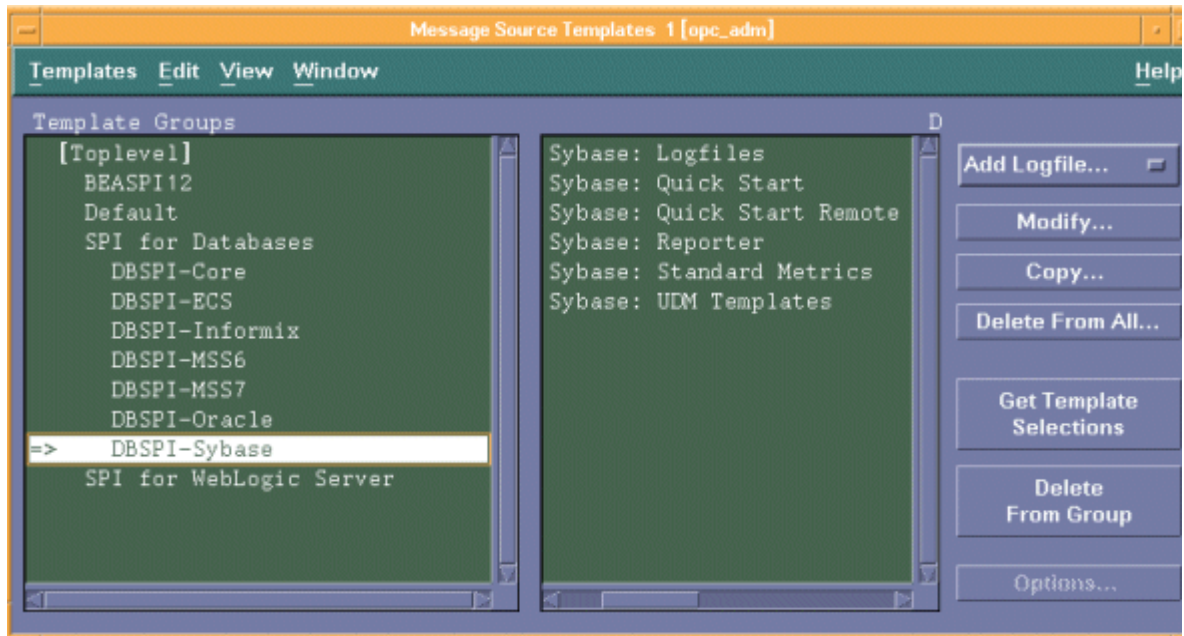 Message Source Templates 1 [opc_adm]
Templates Edit View Window Help
Template Groups
D
[Toplevel]
BEASPI12
Default
SPI for Databases
DBSPI-Core
DBSPI-ECS
DBSPI-Informix
DBSPI-MSS6
DBSPI-MSS7
DBSPI-Oracle
=> DBSPI-Sybase
SPI for WebLogic Server
Sybase: Logfiles
Sybase: Quick Start
Sybase: Quick Start Remote
Sybase: Reporter
Sybase: Standard Metrics
Sybase: UDM Templates
Add Logfile...
Modify...
Copy...
Delete From All...
Get Template
Selections
Delete
From Group
Options...